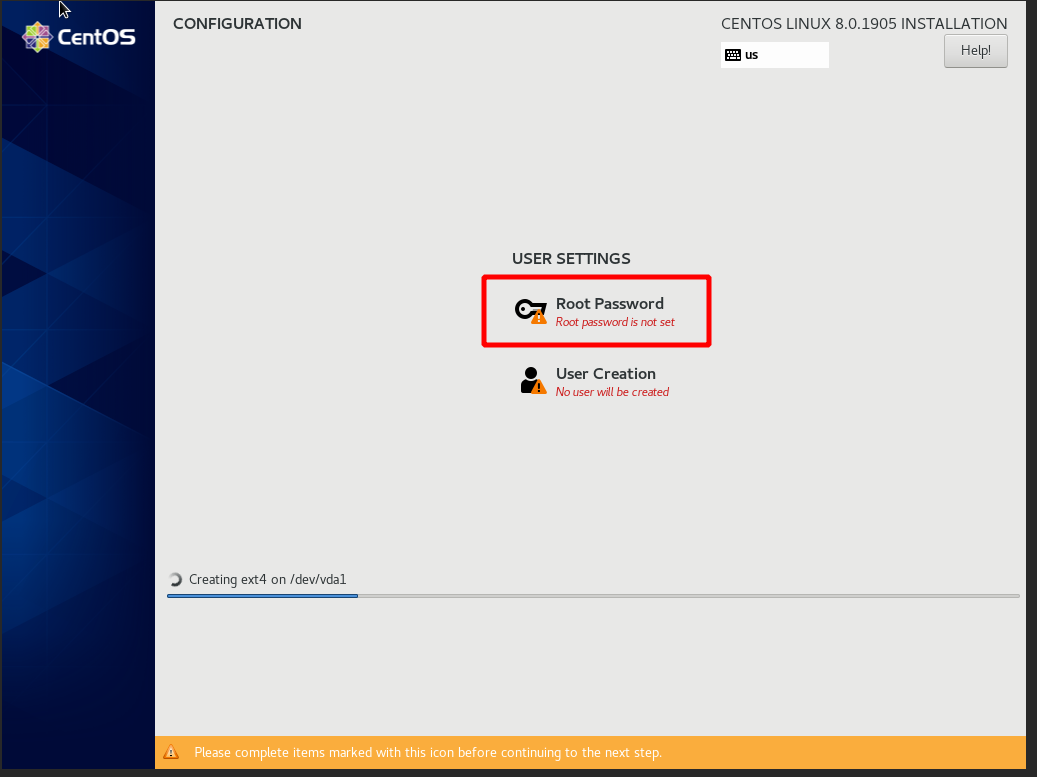 CentOS
CONFIGURATION
CENTOS LINUX 8.0.1905 INSTALLATION
us
Help!
USER SETTINGS
Root Password
Root password is not set
User Creation
No user will be created
Creating ext4 on /dev/vda1
Please complete items marked with this icon before continuing to the next step.